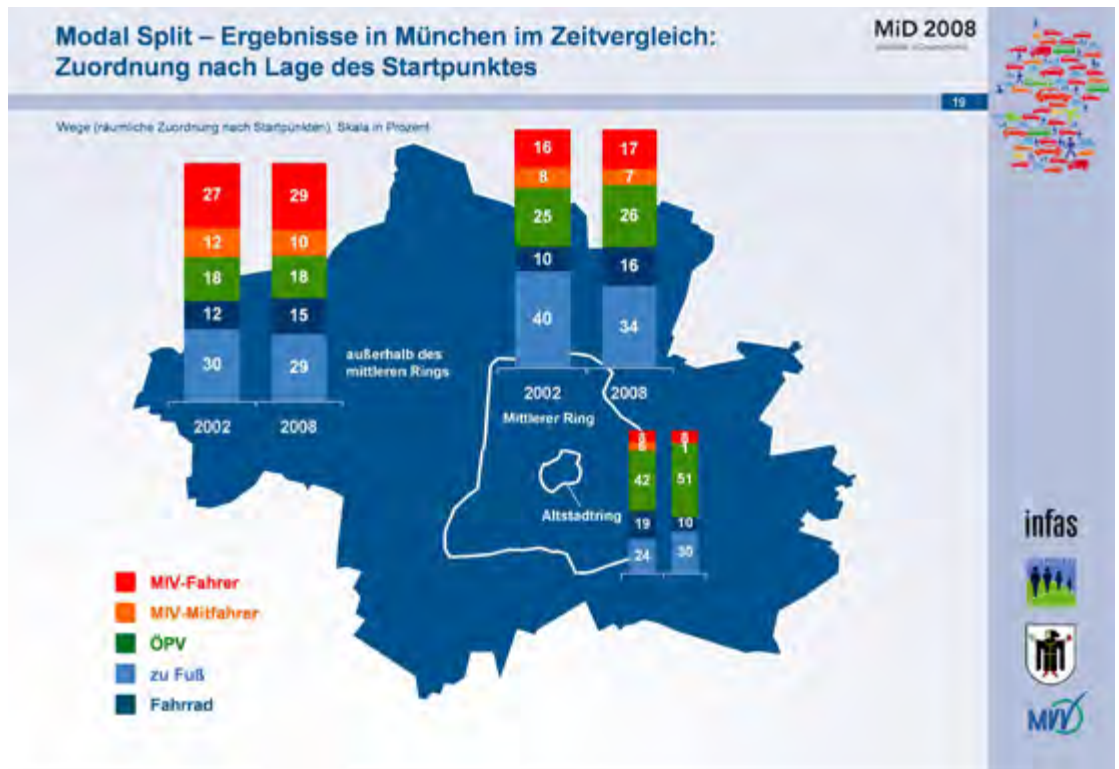 Modal Split – Ergebnisse in München im Zeitvergleich:
Zuordnung nach Lage des Startpunktes
MiD 2008
19
Wege (räumliche Zuordnung nach Startpunkten), Skala in Prozent
27
12
18
12
30
2002
29
10
18
15
29
2008
außerhalb des
mittleren Rings
16
8
25
10
40
2002
17
7
26
16
34
2008
Mittlerer Ring
42
19
24
8
1
51
10
30
Altstadtring
MIV-Fahrer
MIV-Mitfahrer
ÖPV
zu Fuß
Fahrrad
infas
MVV